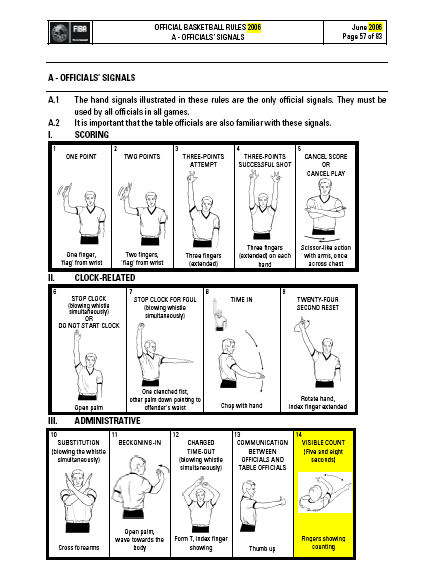 FIBA
OFFICIAL BASKETBALL RULES 2006
A - OFFICIALS' SIGNALS
June 2006
Page 57 of 83
A - OFFICIALS' SIGNALS
A.1 The hand signals illustrated in these rules are the only official signals. They must be
used by all officials in all games.
A.2 It is important that the table officials are also familiar with these signals.
I. SCORING
1
ONE POINT
One finger,
'flag' from wrist
2
TWO POINTS
Two fingers,
'flag' from wrist
3
THREE-POINTS
ATTEMPT
Three fingers
(extended)
4
THREE-POINTS
SUCCESSFUL SHOT
Three fingers
(extended) on each
hand
5
CANCEL SCORE
OR
CANCEL PLAY
Scissor-like action
with arms, once
across chest
II. CLOCK-RELATED
6
STOP CLOCK
(blowing whistle
simultaneously)
OR
DO NOT START CLOCK
Open palm
7
STOP CLOCK FOR FOUL
(blowing whistle
simultaneously)
One clenched fist,
other palm down pointing to
offender's waist
8
TIME IN
Chop with hand
9
TWENTY-FOUR
SECOND RESET
Rotate hand,
index finger extended
III. ADMINISTRATIVE
10
SUBSTITUTION
(blowing the whistle
simultaneously)
Cross forearms
11
BECKONING-IN
Open palm,
wave towards the
body
12
CHARGED
TIME-OUT
(blowing whistle
simultaneously)
Form T, index finger
showing
13
COMMUNICATION
BETWEEN
OFFICIALS AND
TABLE OFFICIALS
Thumb up
14
VISIBLE COUNT
(Five and eight
seconds)
Fingers showing
counting